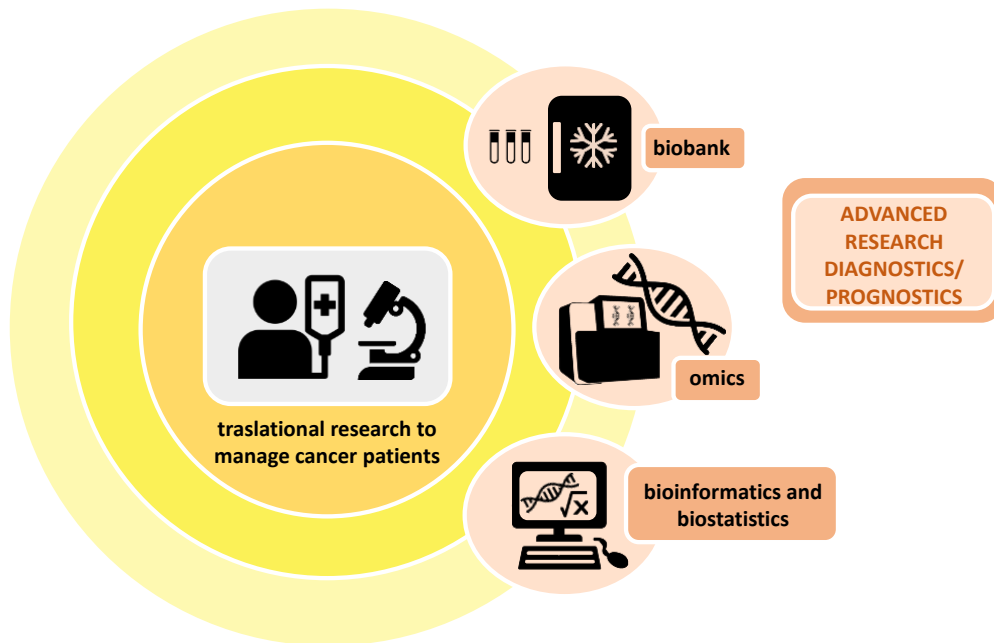 biobank
ADVANCED
RESEARCH
DIAGNOSTICS/
PROGNOSTICS
omics
traslational research to
manage cancer patients
bioinformatics and
biostatistics
√x